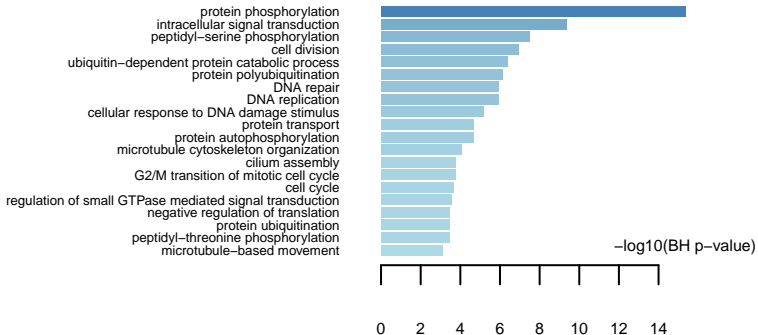 protein phosphorylation
intracellular signal transduction
peptidyl−serine phosphorylation
cell division
ubiquitin−dependent protein catabolic process
protein polyubiquitination
DNA repair
DNA replication
cellular response to DNA damage stimulus
protein transport
protein autophosphorylation
microtubule cytoskeleton organization
cilium assembly
G2/M transition of mitotic cell cycle
cell cycle
regulation of small GTPase mediated signal transduction
negative regulation of translation
protein ubiquitination
peptidyl−threonine phosphorylation
microtubule−based movement
−log10(BH p−value)
0 2 4 6 8 10 12 14